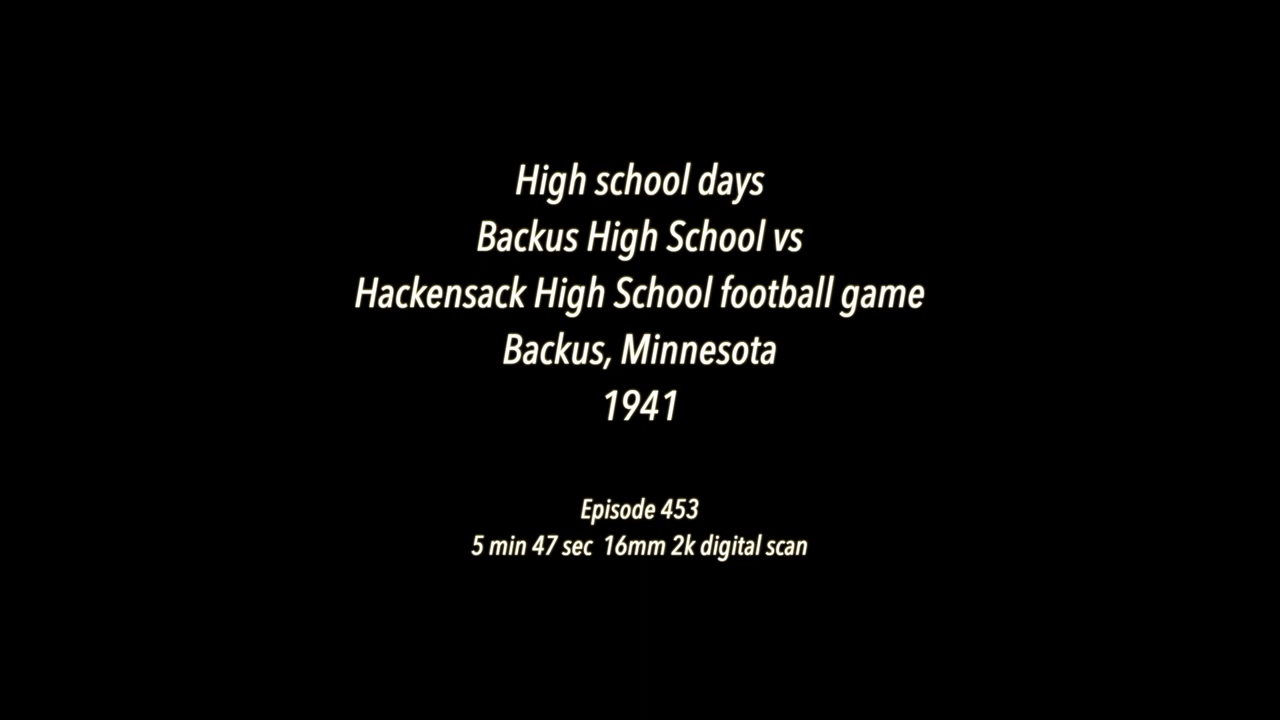 High school days
Backus High School vs
Hackensack High School football game
Backus, Minnesota
1941
Episode 453
5 min 47 sec  16mm 2k digital scan